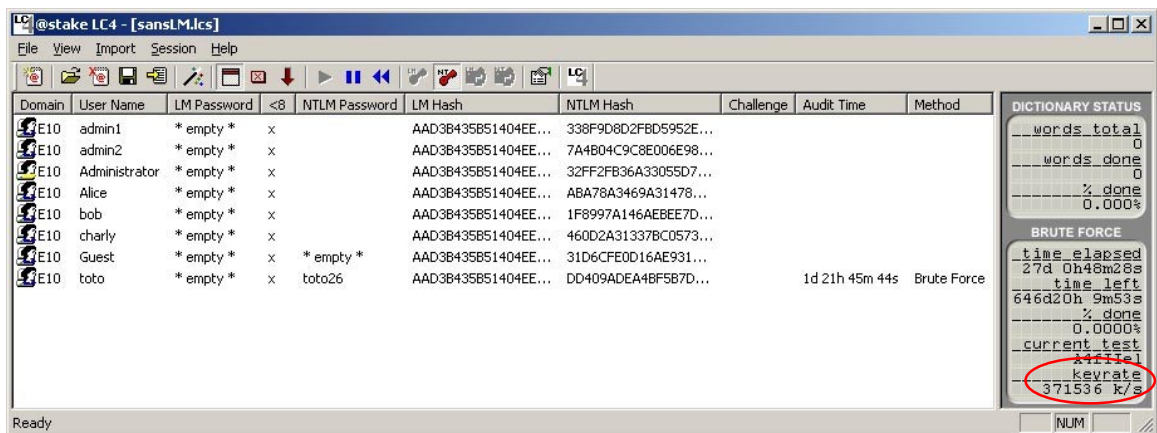 @stake LC4 - [sansLM.lcs]
File View Import Session Help
Domain User Name LM Password <8 NTLM Password LM Hash NTLM Hash Challenge Audit Time Method
E10 admin1 * empty * x AAD3B435B51404EE... 338F9D8D2FBD5952E...
E10 admin2 * empty * x AAD3B435B51404EE... 7A4B04C9C8E006E98...
E10 Administrator * empty * x AAD3B435B51404EE... 32FF2FB36A33055D7...
E10 Alice * empty * x AAD3B435B51404EE... ABA78A3469A31478...
E10 bob * empty * x AAD3B435B51404EE... 1F8997A146AEBEE7D...
E10 charly * empty * x AAD3B435B51404EE... 460D2A31337BC0573...
E10 Guest * empty * x * empty * AAD3B435B51404EE... 31D6CFE0D16AE931...
E10 toto * empty * x toto26 AAD3B435B51404EE... DD409ADEA4BF5B7D... 1d 21h 45m 44s Brute Force
DICTIONARY STATUS
words total
0
words done
0
% done
0.000%
BRUTE FORCE
time elapsed
27d 0h48m28s
time left
646d20h 9m53s
% done
0.0000%
current test
keyrate
371536 k/s
Ready NUM